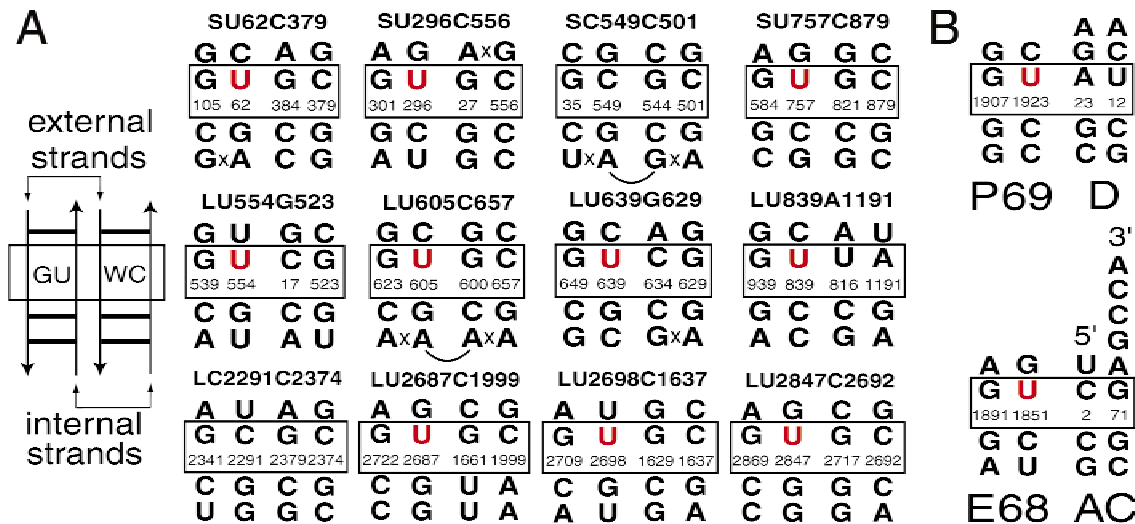 A
SU62C379
G C A G
G U G C
105 62 384 379
C G C G
G×A C G
SU296C556
A G A×G
G U G C
301 296 27 556
C G G C
A U G C
SC549C501
C G C G
G C G C
35 549 544 501
C G C G
U×A G×A
SU757C879
A G G C
G U G C
584 757 821 879
G C C G
C G G C
external
strands
GU WC
internal
strands
LU554G523
G U G C
G U C G
539 554 17 523
C G C G
A U A U
LU605C657
G C G C
G U G C
623 605 600 657
C G C G
A×A A×A
LU639G629
G C A G
G U C G
649 639 634 629
C G C G
G C G×A
LU839A1191
G C A U
G U U A
939 839 816 1191
G C C G
A C G A
LC2291C2374
A U A G
G C G C
2341 2291 2379 2374
C G C G
U G G C
LU2687C1999
A G C G
G U G C
2722 2687 1661 1999
C G U A
C G U A
LU2698C1637
A U G C
G U G C
2709 2698 1629 1637
C G C G
A U G A
LU2847C2692
A G C G
G U G C
2869 2847 2717 2692
C G G C
C G G A
B
A A
G C G C
G U A U
1907 1923 23 12
G C G C
G C C G
P69 D
3'
A
C
C
5' G
A G U A
G U C G
1891 1851 2 71
G C C G
A U G C
E68 AC